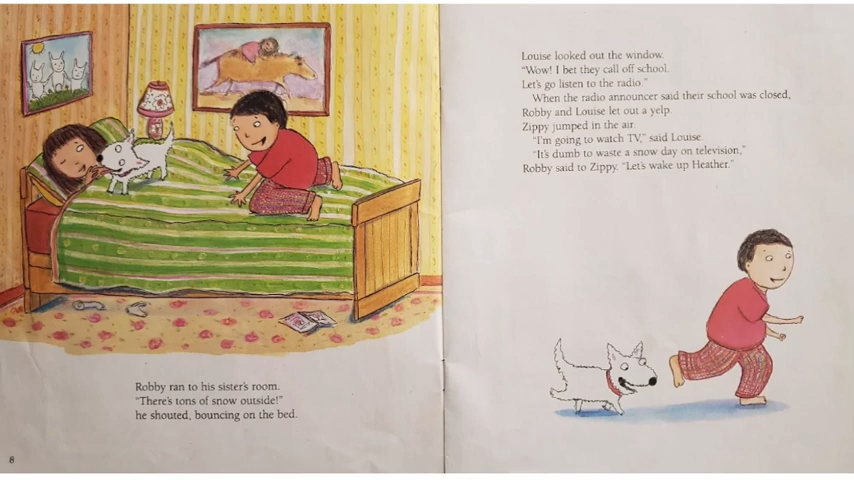 Robby ran to his sister's room.
"There's tons of snow outside!"
he shouted, bouncing on the bed.
8
Louise looked out the window.
"Wow! I bet they call off school.
Let's go listen to the radio."
When the radio announcer said their school was closed,
Robby and Louise let out a yelp.
Zippy jumped in the air.
"I'm going to watch TV," said Louise.
"It's dumb to waste a snow day on television,"
Robby said to Zippy. "Let's wake up Heather."